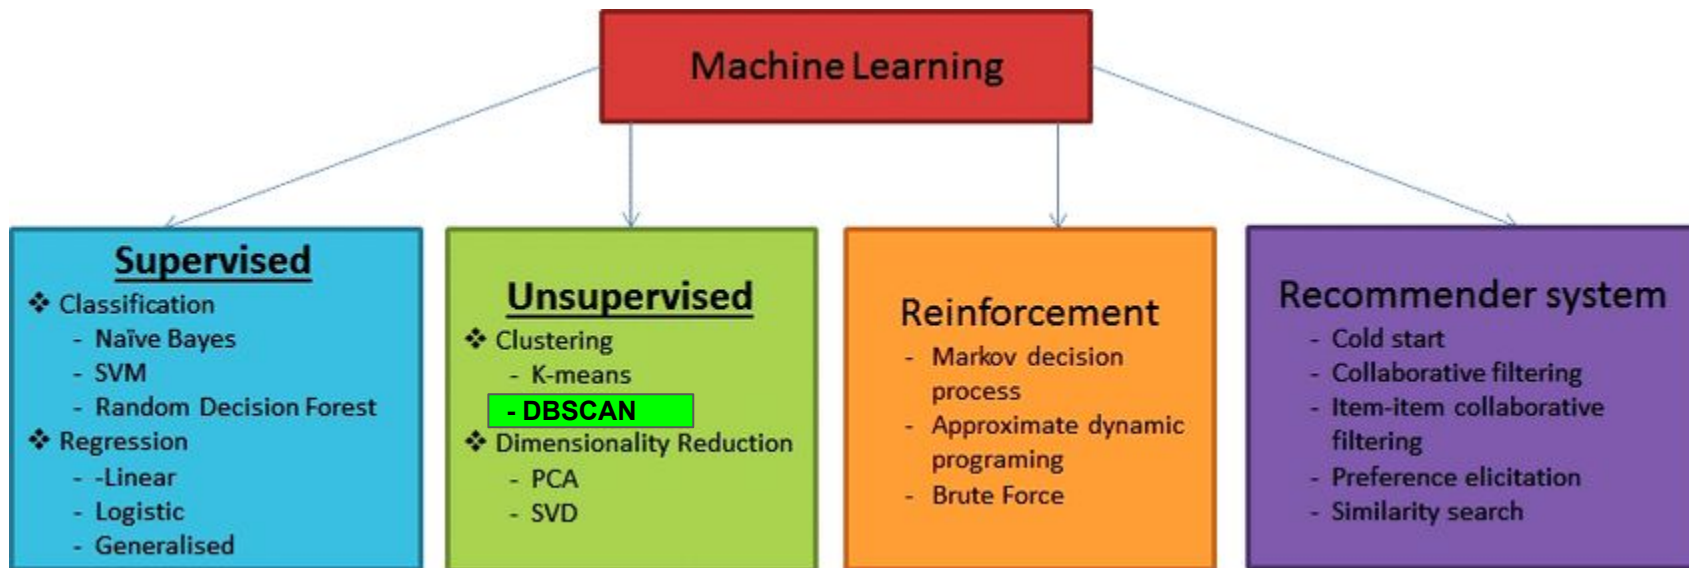 Machine Learning
Supervised
❖ Classification
- Naïve Bayes
- SVM
- Random Decision Forest
❖ Regression
- -Linear
- Logistic
- Generalised
Unsupervised
❖ Clustering
- K-means
- DBSCAN
❖ Dimensionality Reduction
- PCA
- SVD
Reinforcement
- Markov decision
process
- Approximate dynamic
programing
- Brute Force
Recommender system
- Cold start
- Collaborative filtering
- Item-item collaborative
filtering
- Preference elicitation
- Similarity search